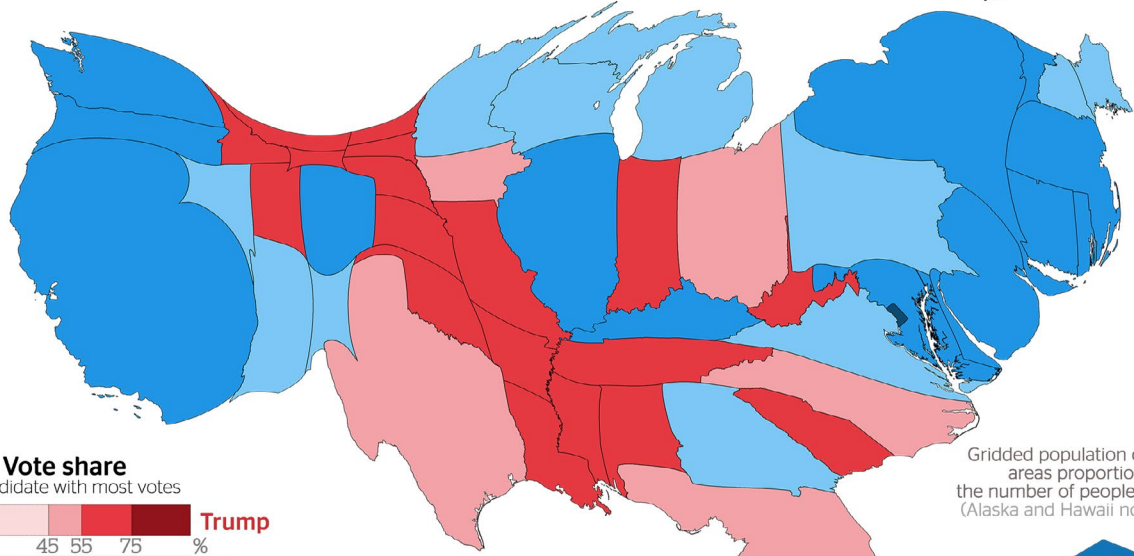 Vote share
didate with most votes
Trump
45 55 75 %
Gridded population
areas proportio
the number of people
(Alaska and Hawaii no